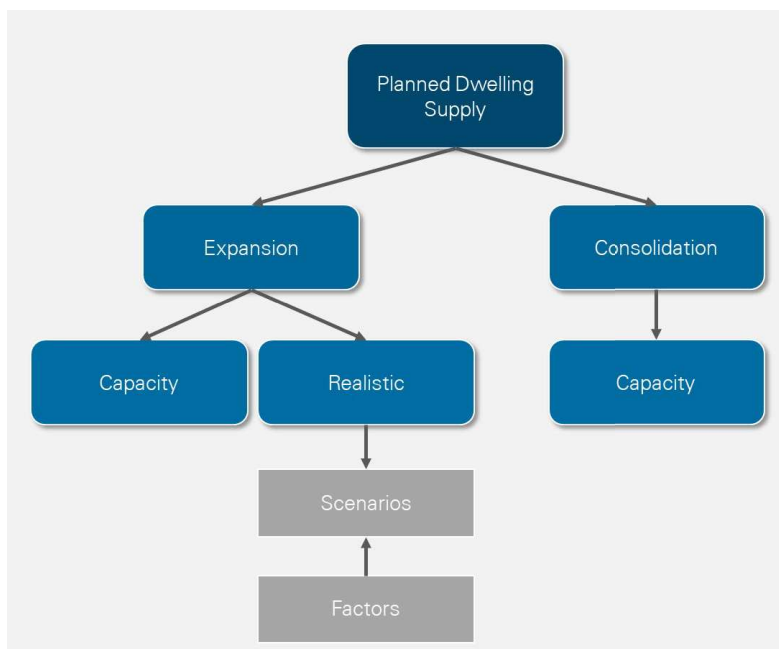 Planned Dwelling
Supply
Expansion
Consolidation
Capacity
Realistic
Capacity
Scenarios
Factors